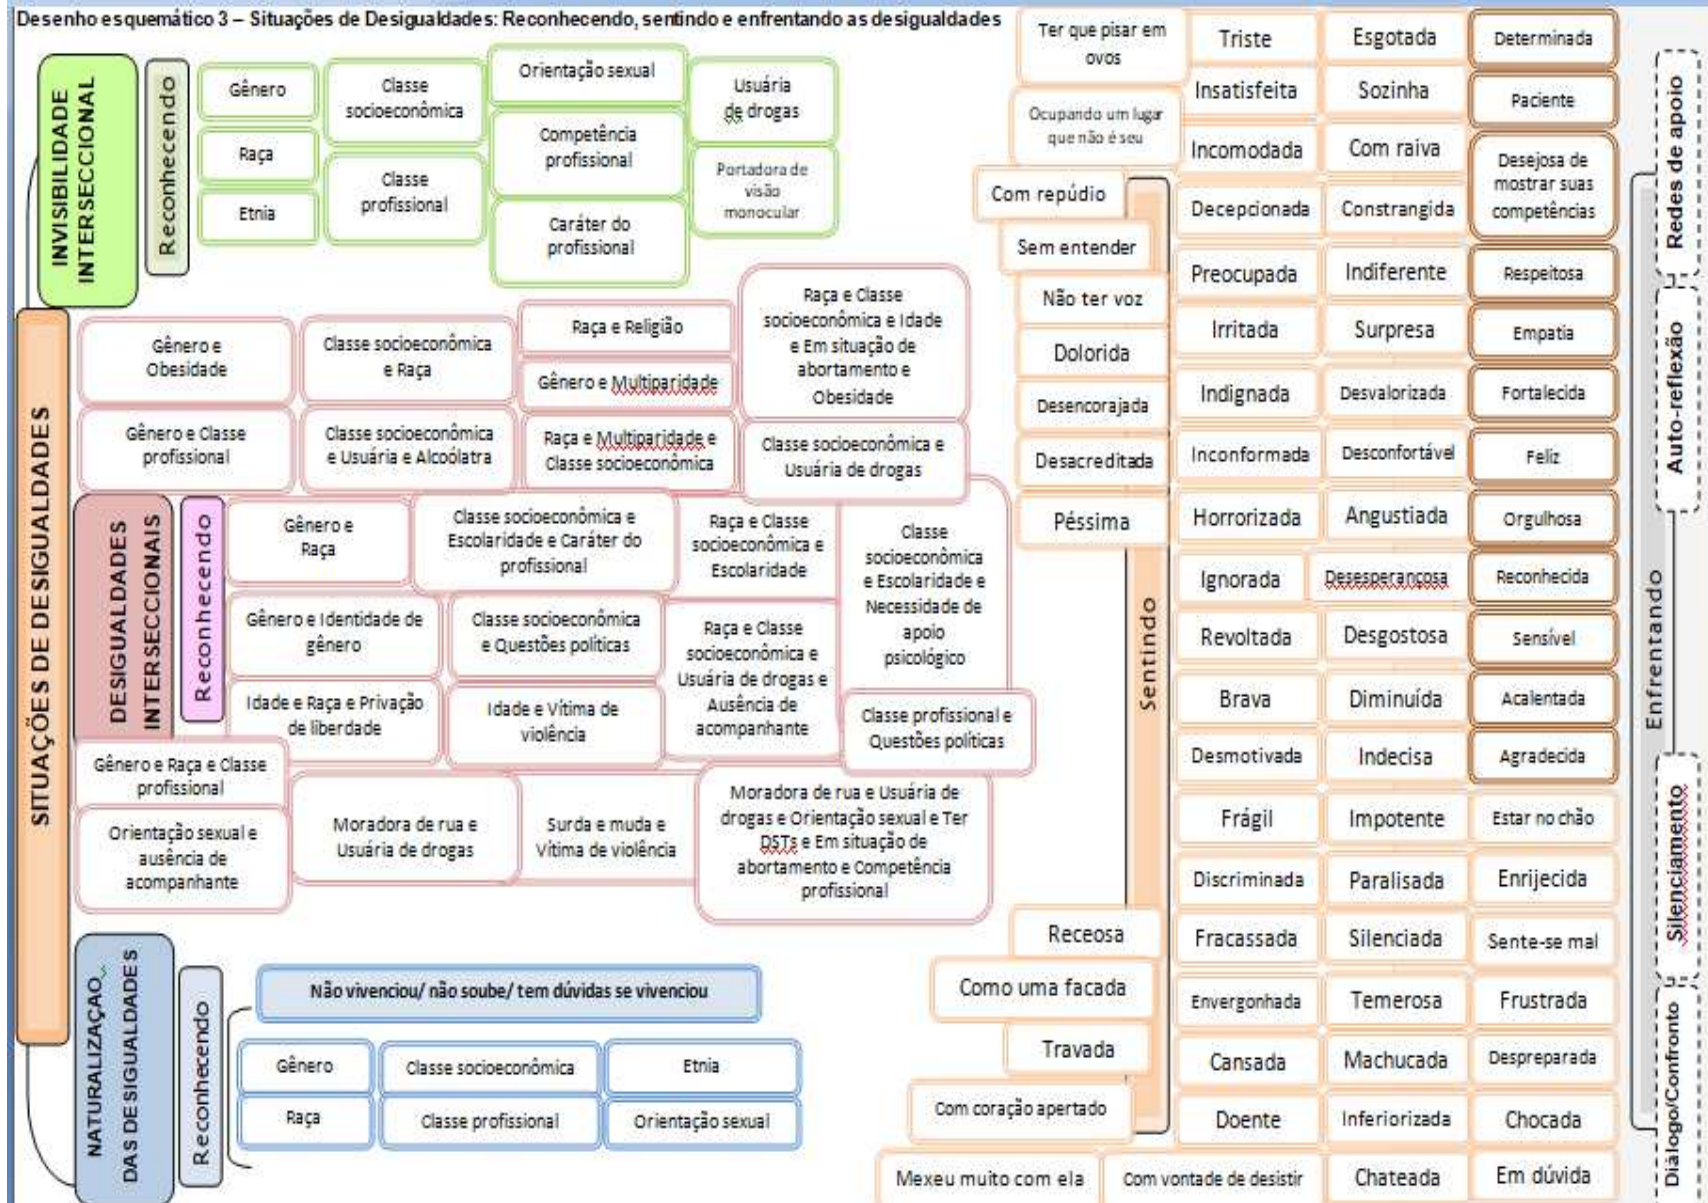 Desenho esquemático 3 – Situações de Desigualdades: Reconhecendo, sentindo e enfrentando as desigualdades
SITUAÇÕES DE DESIGUALDADES
INVISIBILIDADE
INTERSECCIONAL
Reconhecendo
Gênero
Raça
Etnia
Classe
socioeconômica
Classe
profissional
Orientação sexual
Competência
profissional
Caráter do
profissional
Usuária
de drogas
Portadora de
visão
monocular
DESIGUALDADES
INTERSECCIONAIS
Reconhecendo
Gênero e
Obesidade
Classe socioeconômica
e Raça
Raça e Religião
Gênero e Multiparidade
Raça e Classe
socioeconômica e Idade
e Em situação de
abortamento e
Obesidade
Gênero e Classe
profissional
Classe socioeconômica
e Usuária e Alcoólatra
Raça e Multiparidade e
Classe socioeconômica
Classe socioeconômica e
Usuária de drogas
Gênero e
Raça
Classe socioeconômica e
Escolaridade e Caráter do
profissional
Raça e Classe
socioeconômica e
Escolaridade
Classe
socioeconômica
e Escolaridade e
Necessidade de
apoio
psicológico
Gênero e Identidade de
gênero
Classe socioeconômica
e Questões políticas
Raça e Classe
socioeconômica e
Usuária de drogas e
Ausência de
acompanhante
Idade e Raça e Privação
de liberdade
Idade e Vítima de
violência
Classe profissional e
Questões políticas
Gênero e Raça e Classe
profissional
Orientação sexual e
ausência de
acompanhante
Moradora de rua e
Usuária de drogas
Surda e muda e
Vítima de violência
Moradora de rua e Usuária de
drogas e Orientação sexual e Ter
DSTs e Em situação de
abortamento e Competência
profissional
NATURALIZAÇAO
DAS DESIGUALDADES
Reconhecendo
Não vivenciou/ não soube/ tem dúvidas se vivenciou
Gênero
Classe socioeconômica
Etnia
Raça
Classe profissional
Orientação sexual
Sentindo
Ter que pisar em
ovos
Ocupando um lugar
que não é seu
Com repúdio
Sem entender
Não ter voz
Dolorida
Desencorajada
Desacreditada
Péssima
Receosa
Como uma facada
Travada
Com coração apertado
Mexeu muito com ela
Com vontade de desistir
Triste
Insatisfeita
Incomodada
Decepcionada
Preocupada
Irritada
Indignada
Inconformada
Horrorizada
Ignorada
Revoltada
Brava
Desmotivada
Frágil
Discriminada
Fracassada
Envergonhada
Cansada
Doente
Esgotada
Sozinha
Com raiva
Constrangida
Indiferente
Surpresa
Desvalorizada
Desconfortável
Angustiada
Desesperançosa
Desgostosa
Diminuída
Indecisa
Impotente
Paralisada
Silenciada
Temerosa
Machucada
Inferiorizada
Chateada
Determinada
Paciente
Desejosa de
mostrar suas
competências
Respeitosa
Empatia
Fortalecida
Feliz
Orgulhosa
Reconhecida
Sensível
Acalentada
Agradecida
Estar no chão
Enrijecida
Sente-se mal
Frustrada
Despreparada
Chocada
Em dúvida
Enfrentando
Redes de apoio
Auto-reflexão
Silenciamento
Diálogo/Confronto